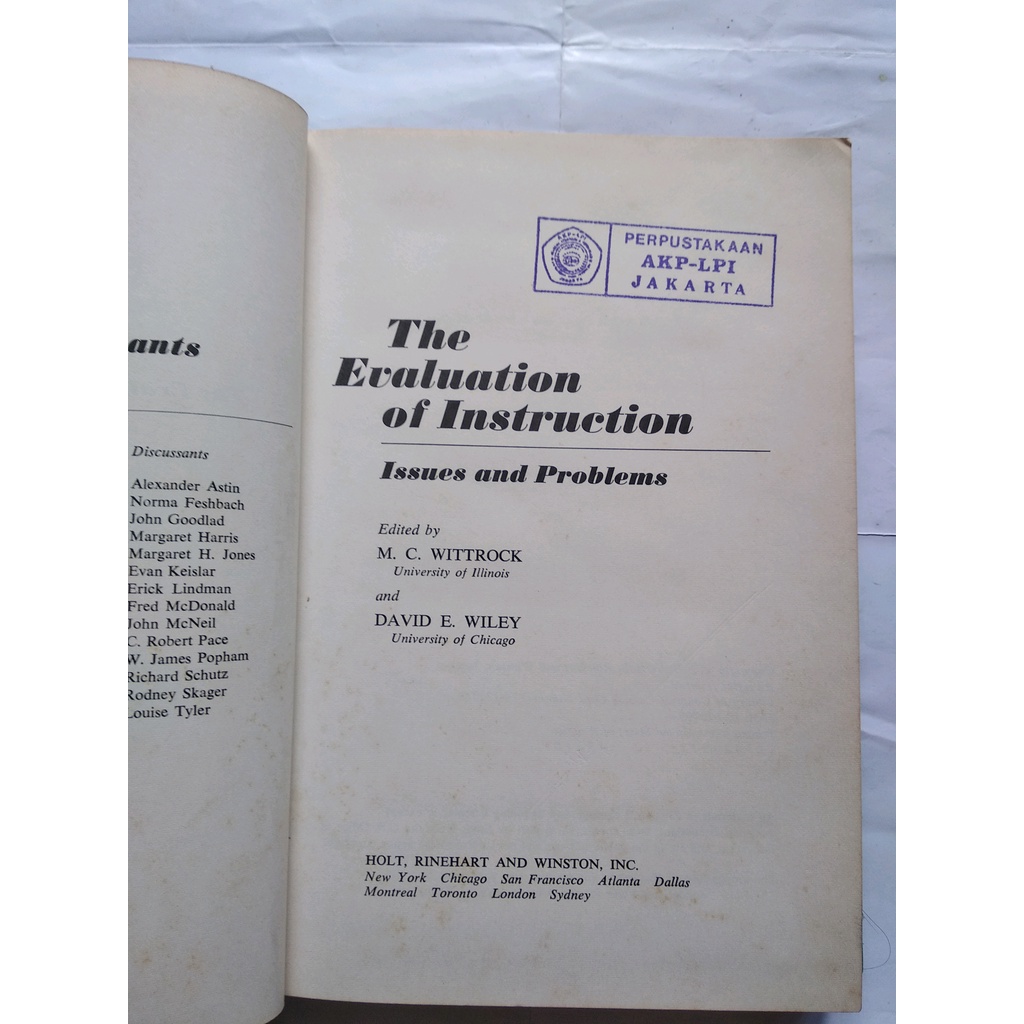 ants
Discussants
Alexander Astin
Norma Feshbach
John Goodlad
Margaret Harris
Margaret H. Jones
Evan Keislar
Erick Lindman
Fred McDonald
John McNeil
C. Robert Pace
W. James Popham
Richard Schutz
Rodney Skager
Louise Tyler
PERPUSTAKAAN
AKP-LPI
JAKARTA
The
Evaluation
of Instruction
Issues and Problems
Edited by
M. C. WITTROCK
University of Illinois
and
DAVID E. WILEY
University of Chicago
HOLT, RINEHART AND WINSTON, INC.
New York Chicago San Francisco Atlanta Dallas
Montreal Toronto London Sydney